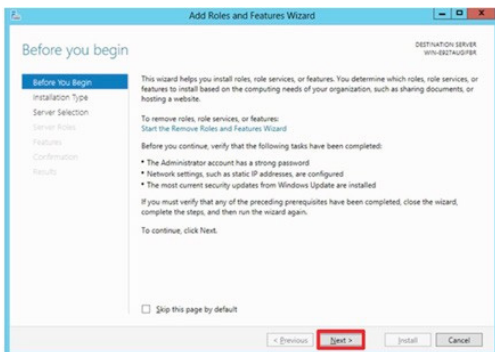 Add Roles and Features Wizard
Before you begin
DESTINATION SERVER
Before You Begin
Installation Type
Server Selection
Server Roles
Features
Confirmation
Results
This wizard helps you install roles, role services, or features. You determine which roles, role services, or
features to install based on the computing needs of your organization, such as sharing documents, or
hosting a website.
To remove roles, role services, or features:
Start the Remove Roles and Features Wizard
Before you continue, verify that the following tasks have been completed:
• The Administrator account has a strong password
• Network settings, such as static IP addresses, are configured
• The most current security updates from Windows Update are installed
If you must verify that any of the preceding prerequisites have been completed, close the wizard,
complete the steps, and then run the wizard again.
To continue, click Next.
Skip this page by default
< Previous
Next >
Install
Cancel